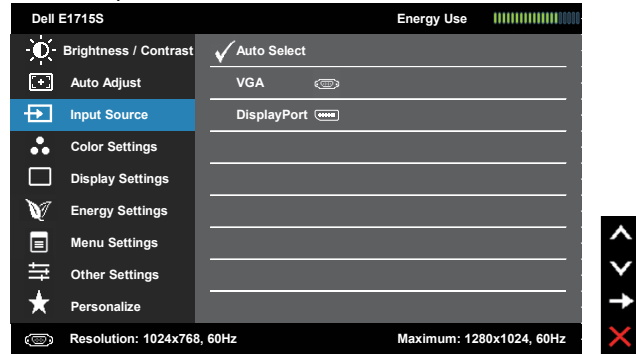 Dell E1715S Energy Use
Brightness / Contrast Auto Select
Auto Adjust VGA
Input Source DisplayPort
Color Settings
Display Settings
Energy Settings
Menu Settings
Other Settings
Personalize
Resolution: 1024x768, 60Hz Maximum: 1280x1024, 60Hz